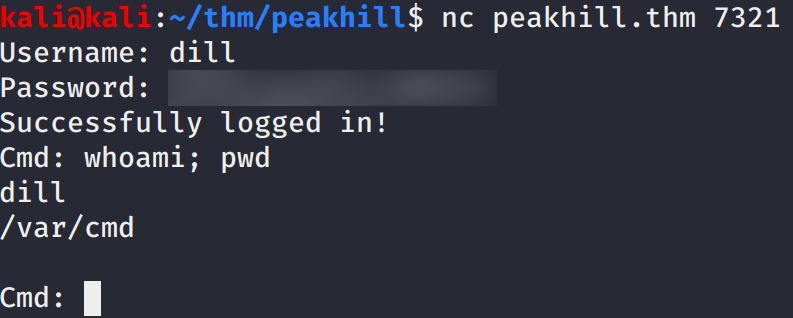 kali@kali:~/thm/peakhill$ nc peakhill.thm 7321
Username: dill
Password:
Successfully logged in!
Cmd: whoami; pwd
dill
/var/cmd
Cmd: